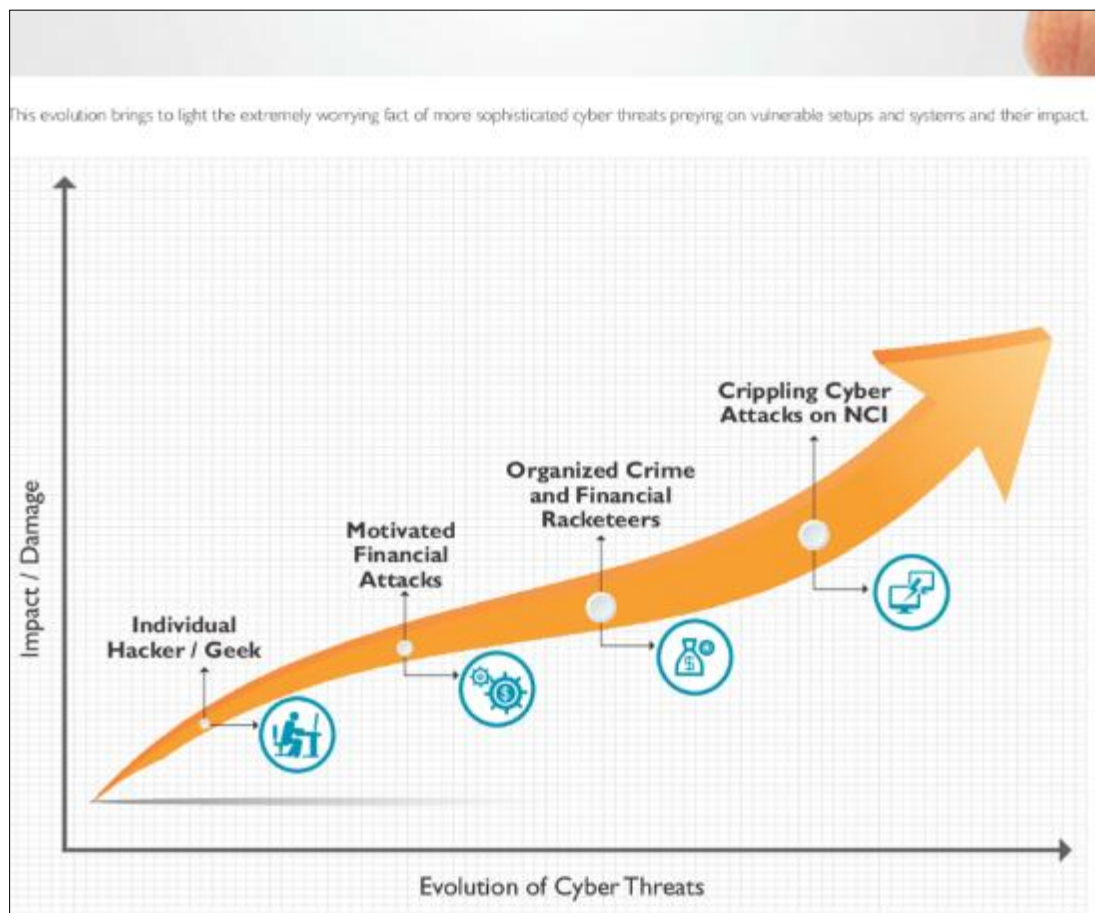 This evolution brings to light the extremely worrying fact of more sophisticated cyber threats preying on vulnerable setups and systems and their impact.
Crippling Cyber
Attacks on NCI
Organized Crime
and Financial
Racketeers
Motivated
Financial
Attacks
Individual
Hacker / Geek
Impact / Damage
Evolution of Cyber Threats